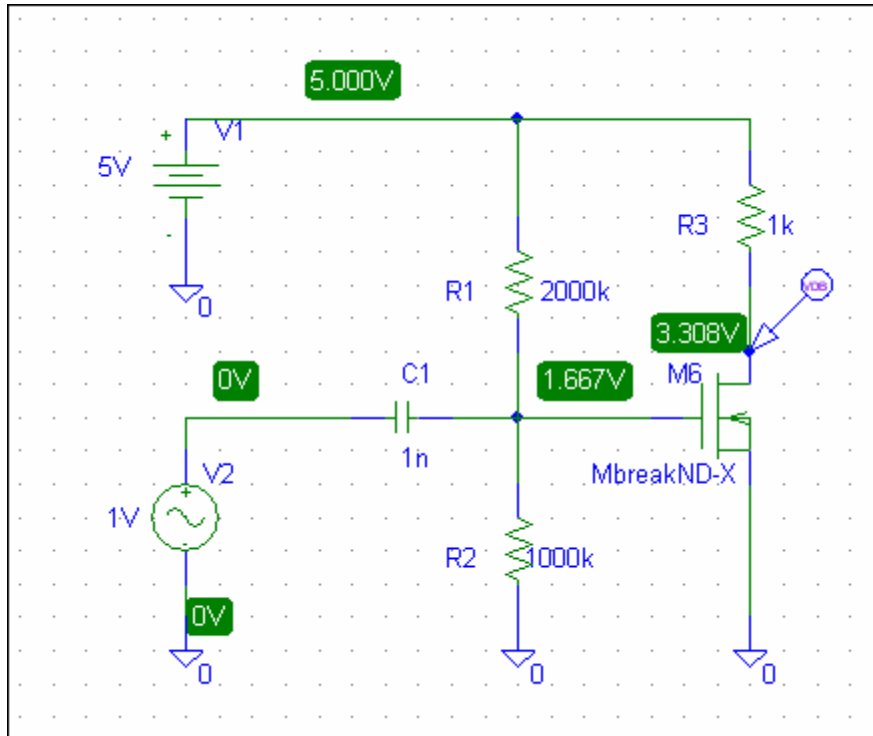 5.000V
+ V1
5V
-
R3 1k
R1 2000k
0
VDB
3.308V
0V C1 1.667V M6
1n
MbreakND-X
V2
+
1V
-
R2 1000k
0V
0 0 0